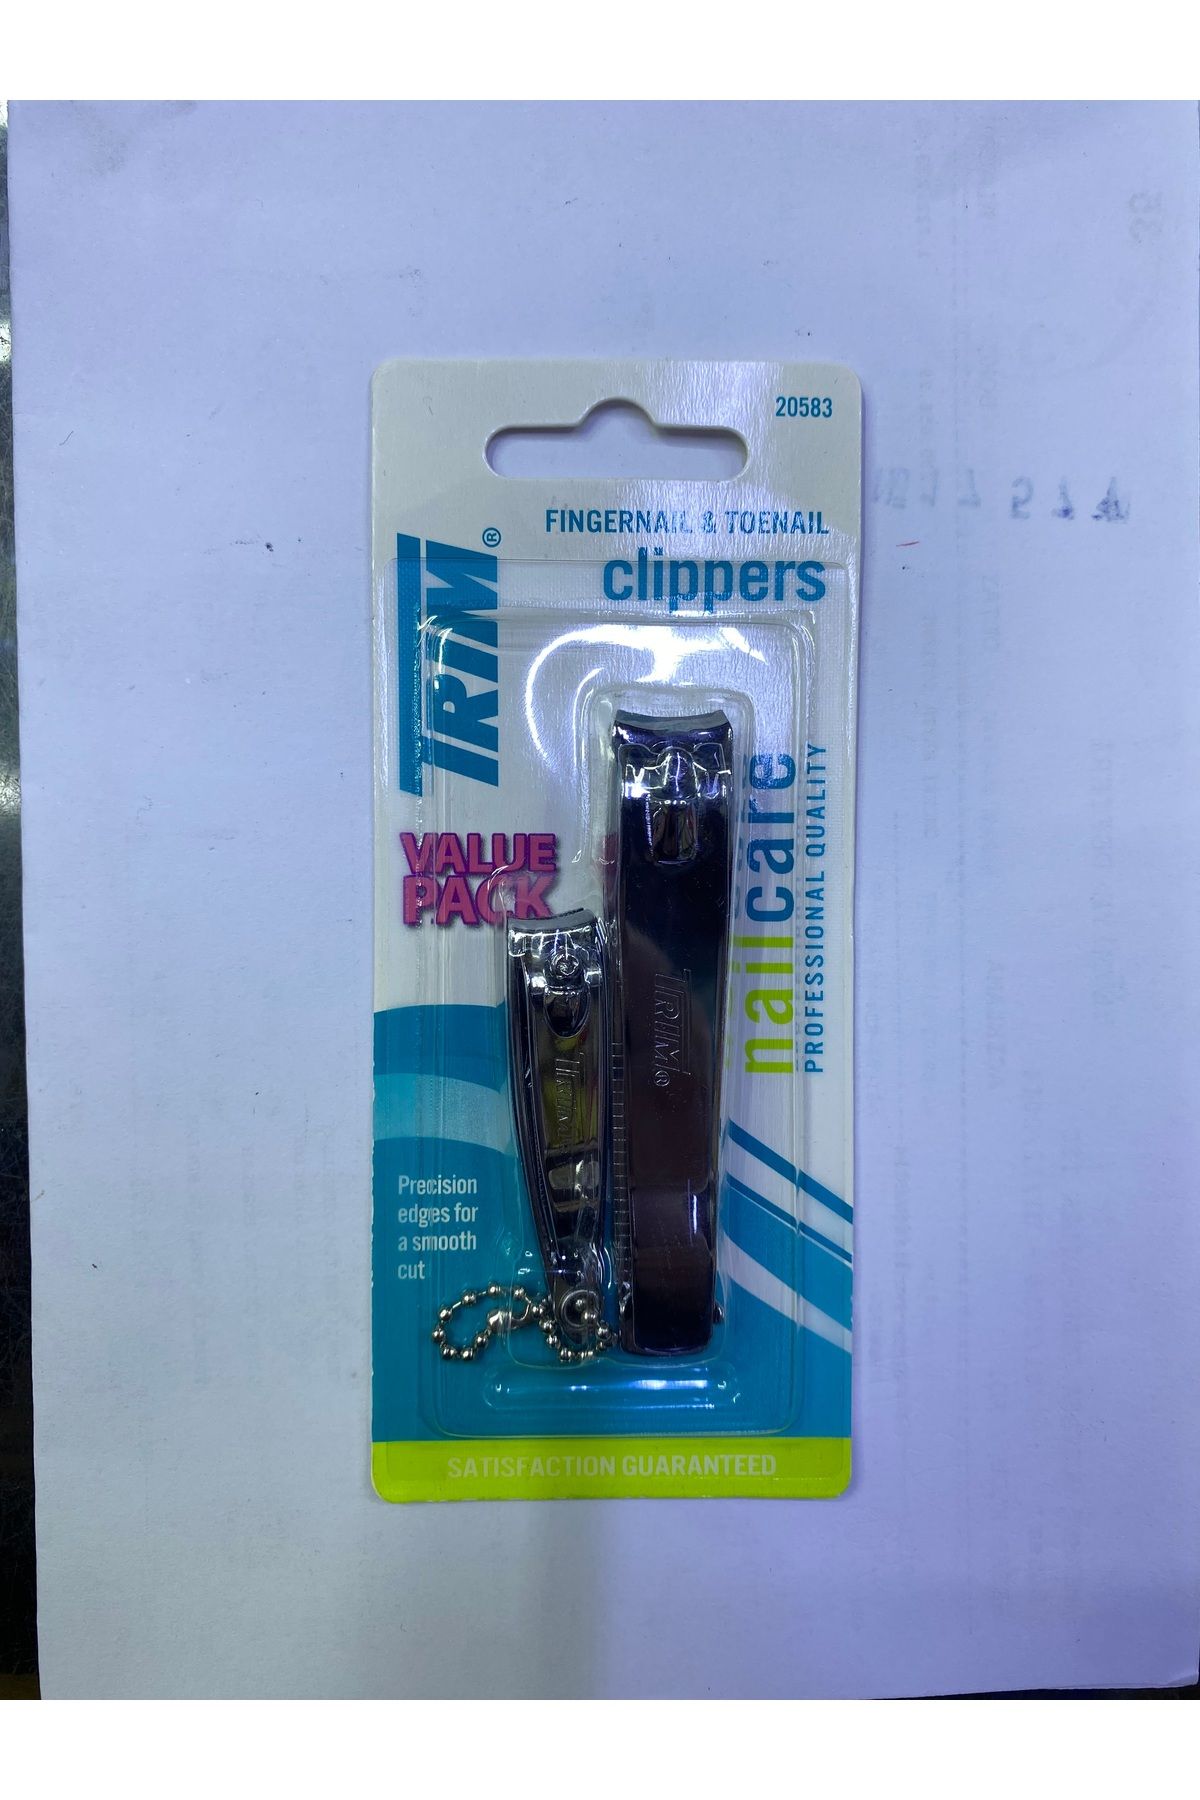 20583
FINGERNAIL & TOENAIL
clippers
TRIM®
VALUE
PACK
nailcare
PROFESSIONAL QUALITY
TRIM
TRIM®
Precision
edges for
a smooth
cut
SATISFACTION GUARANTEED